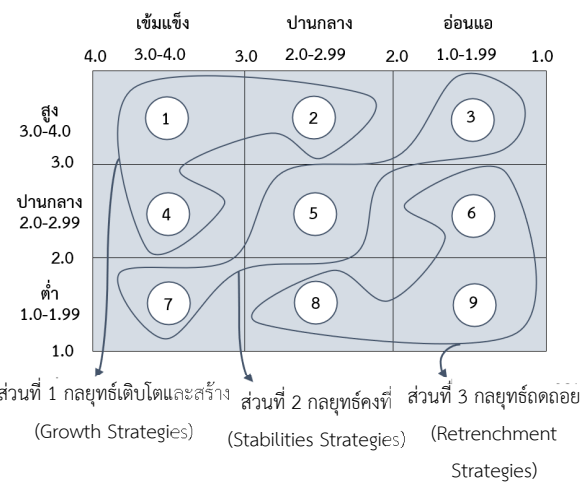 เข้มแข็ง ปานกลาง อ่อนแอ
4.0 3.0-4.0 3.0 2.0-2.99 2.0 1.0-1.99 1.0
สูง
3.0-4.0
3.0
ปานกลาง
2.0-2.99
2.0
ต่ำ
1.0-1.99
1.0
1 2 3
4 5 6
7 8 9
ส่วนที่ 1 กลยุทธ์เติบโตและสร้าง
(Growth Strategies)
ส่วนที่ 2 กลยุทธ์คงที่
(Stabilities Strategies)
ส่วนที่ 3 กลยุทธ์ถดถอย
(Retrenchment
Strategies)